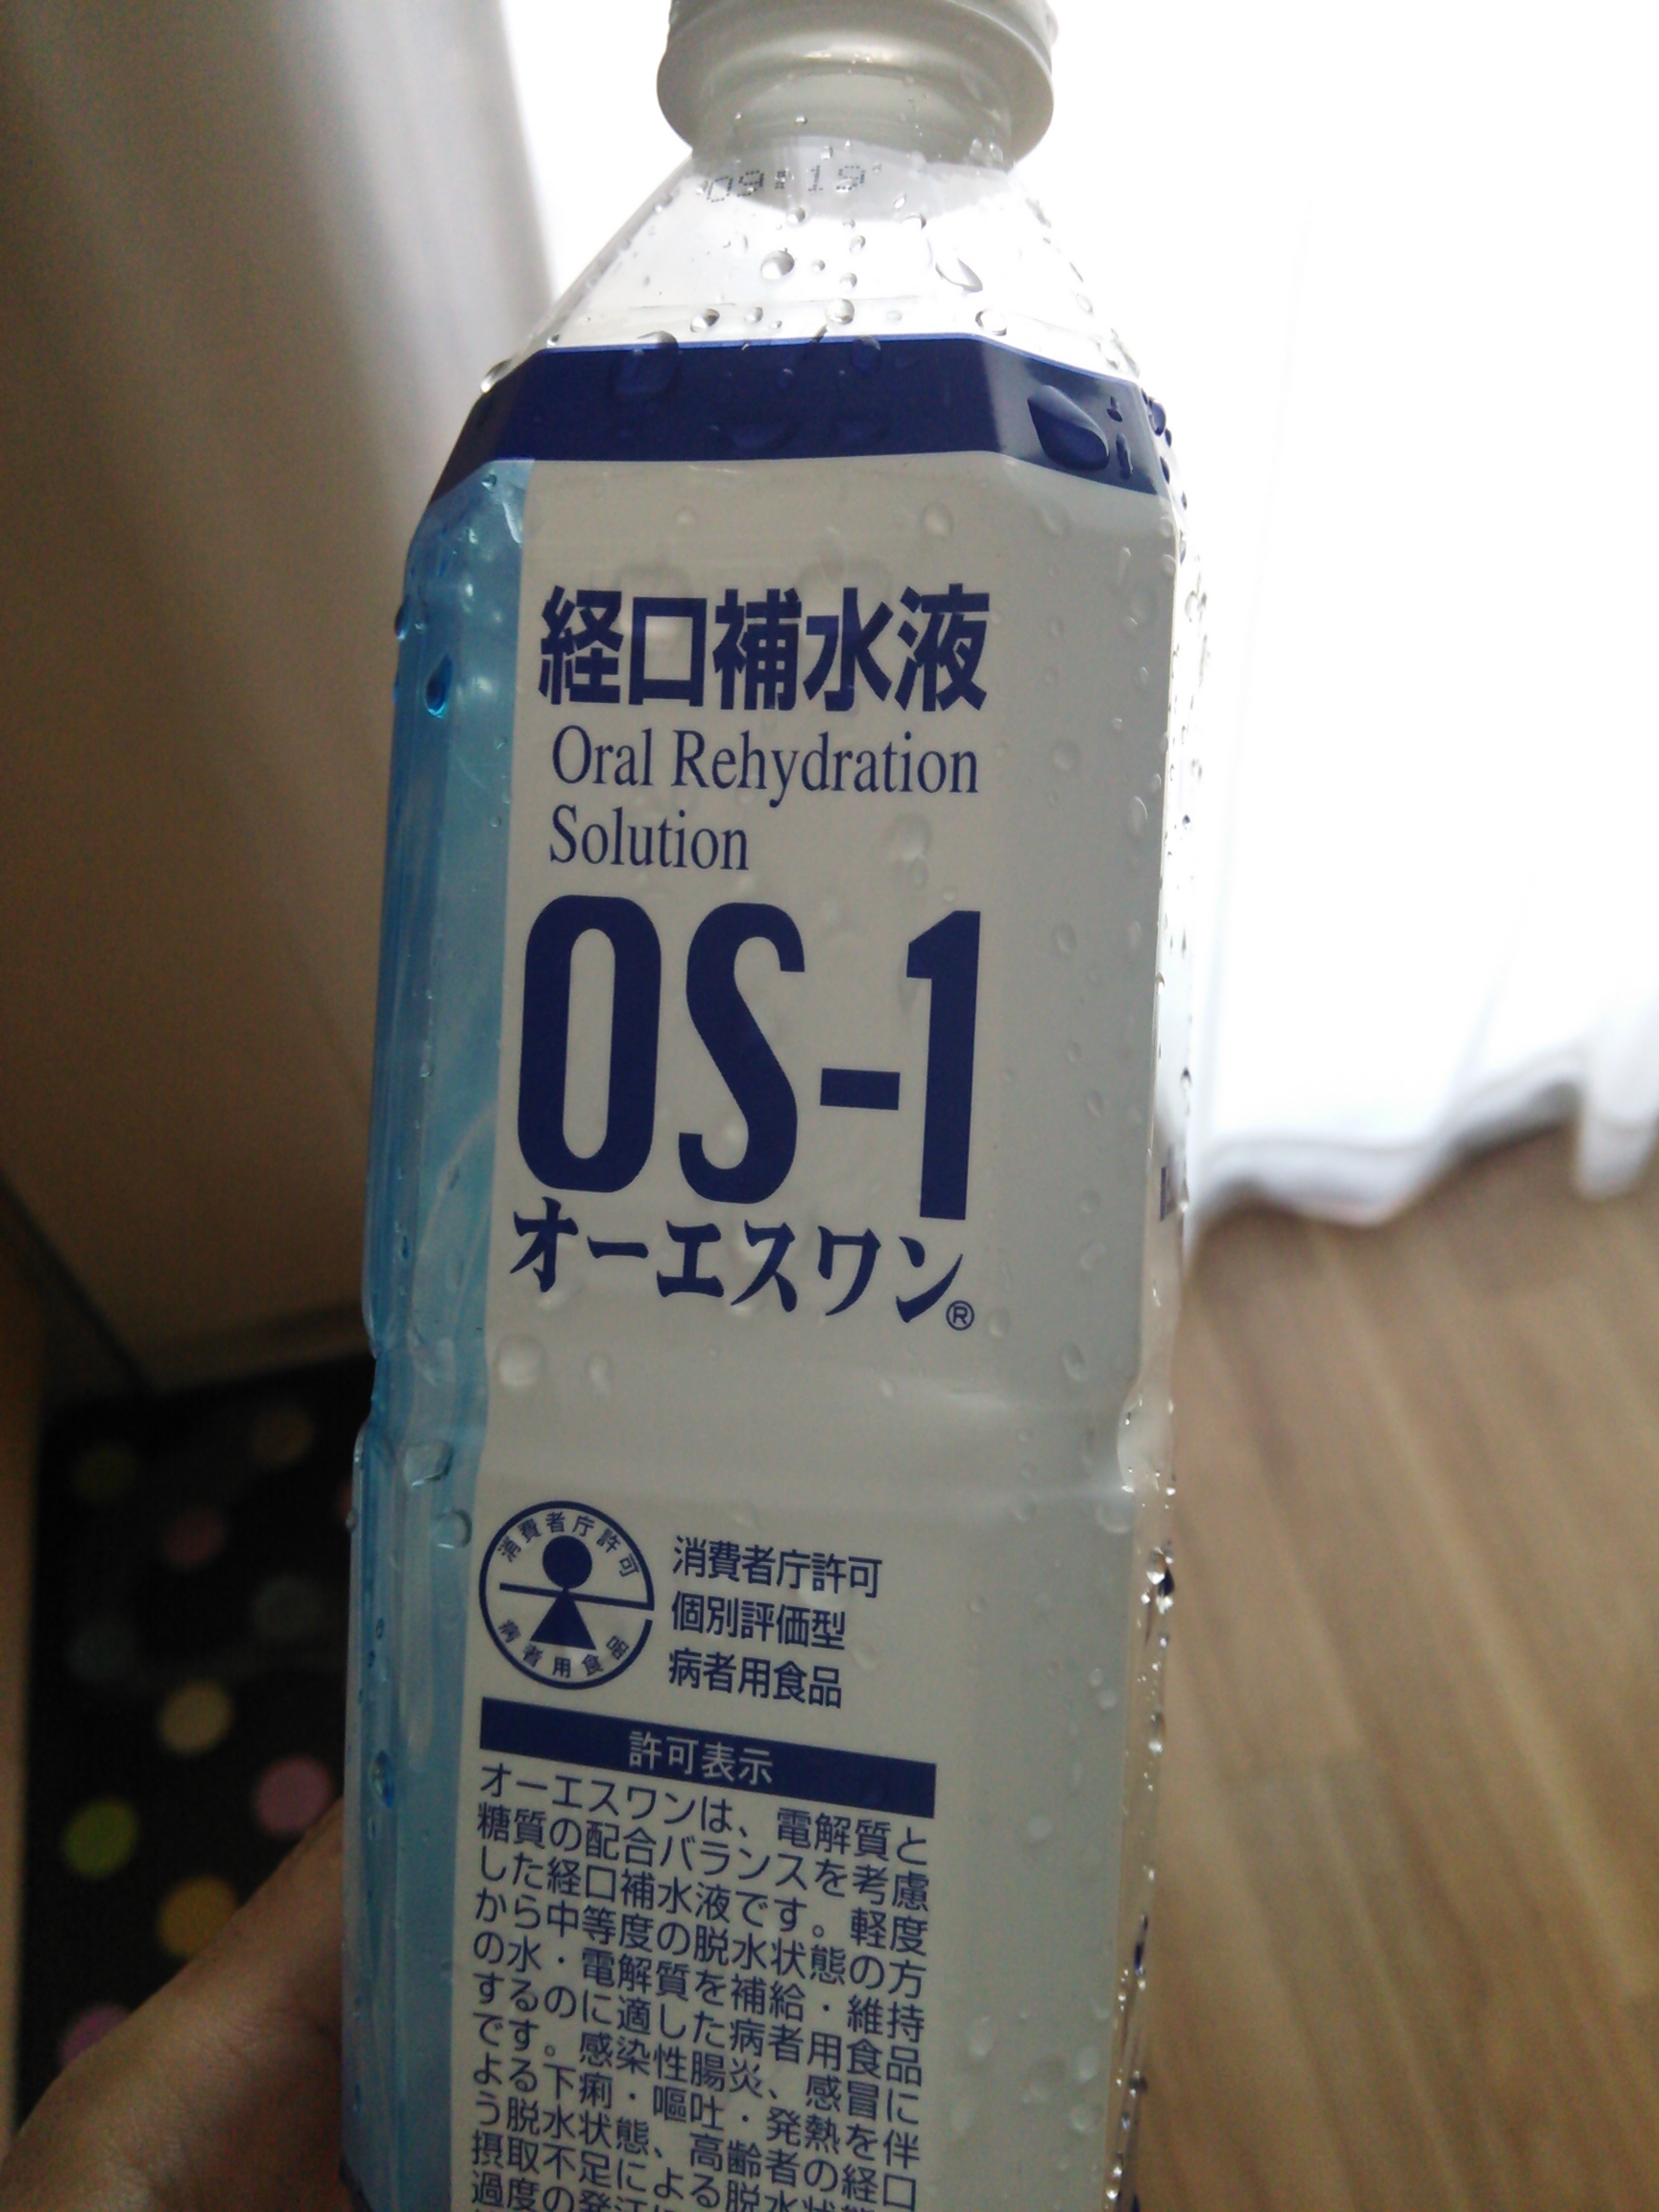 09:19
経口補水液
Oral Rehydration
Solution
OS-1
オーエスワン®
消費者庁許可
病者用食品
消費者庁許可
個別評価型
病者用食品
許可表示
オーエスワンは、電解質と
糖質の配合バランスを考慮
した経口補水液です。軽度
から中等度の脱水状態の方
の水・電解質を補給・維持
するのに適した病者用食品
です。感染性腸炎、感冒に
よる下痢・嘔吐・発熱を伴
う脱水状態、高齢者の経口
摂取不足による脱水状態
過度の発汗